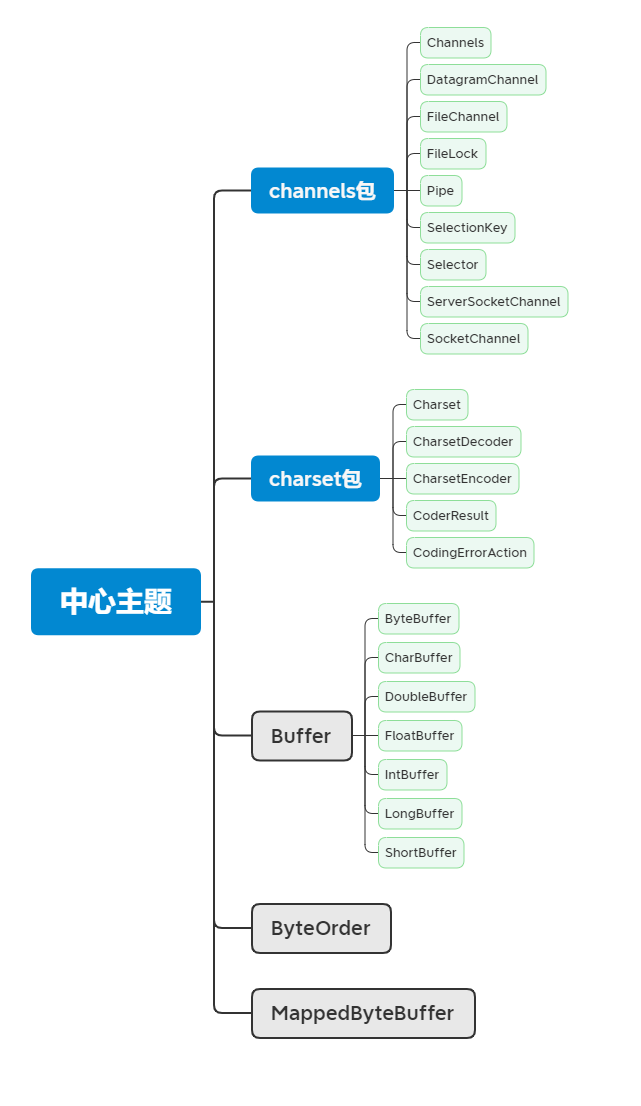 中心主题
channels包
Channels
DatagramChannel
FileChannel
FileLock
Pipe
SelectionKey
Selector
ServerSocketChannel
SocketChannel
charset包
Charset
CharsetDecoder
CharsetEncoder
CoderResult
CodingErrorAction
Buffer
ByteBuffer
CharBuffer
DoubleBuffer
FloatBuffer
IntBuffer
LongBuffer
ShortBuffer
ByteOrder
MappedByteBuffer